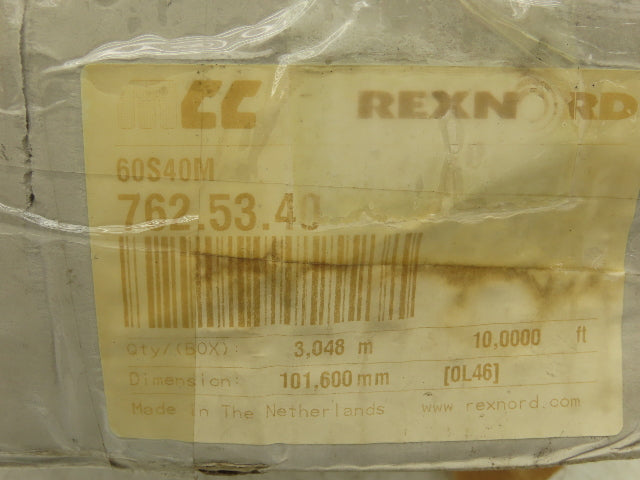 mcc REXNORD
60S40M
762.53.40
Qty/(BOX): 3,048 m 10,0000 ft
Dimension: 101,600 mm [0L46]
Made in The Netherlands www.rexnord.com